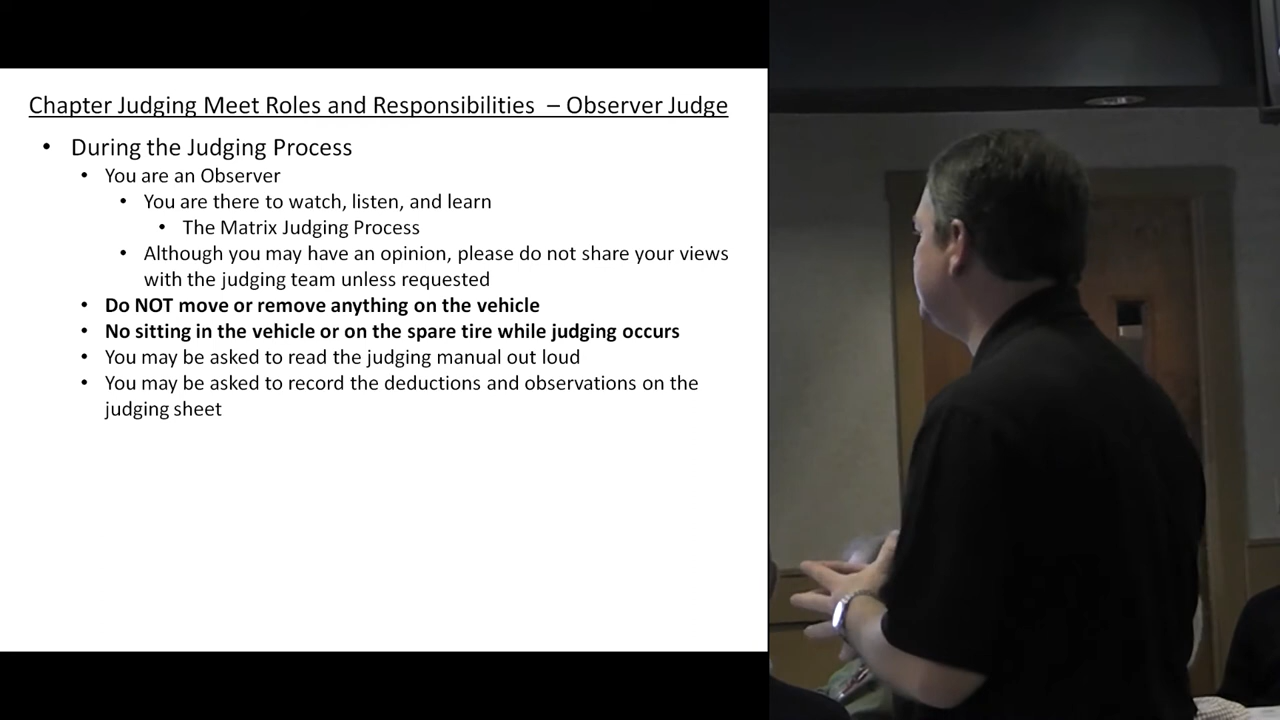 Chapter Judging Meet Roles and Responsibilities – Observer Judge
• During the Judging Process
• You are an Observer
• You are there to watch, listen, and learn
• The Matrix Judging Process
• Although you may have an opinion, please do not share your views
with the judging team unless requested
• Do NOT move or remove anything on the vehicle
• No sitting in the vehicle or on the spare tire while judging occurs
• You may be asked to read the judging manual out loud
• You may be asked to record the deductions and observations on the
judging sheet